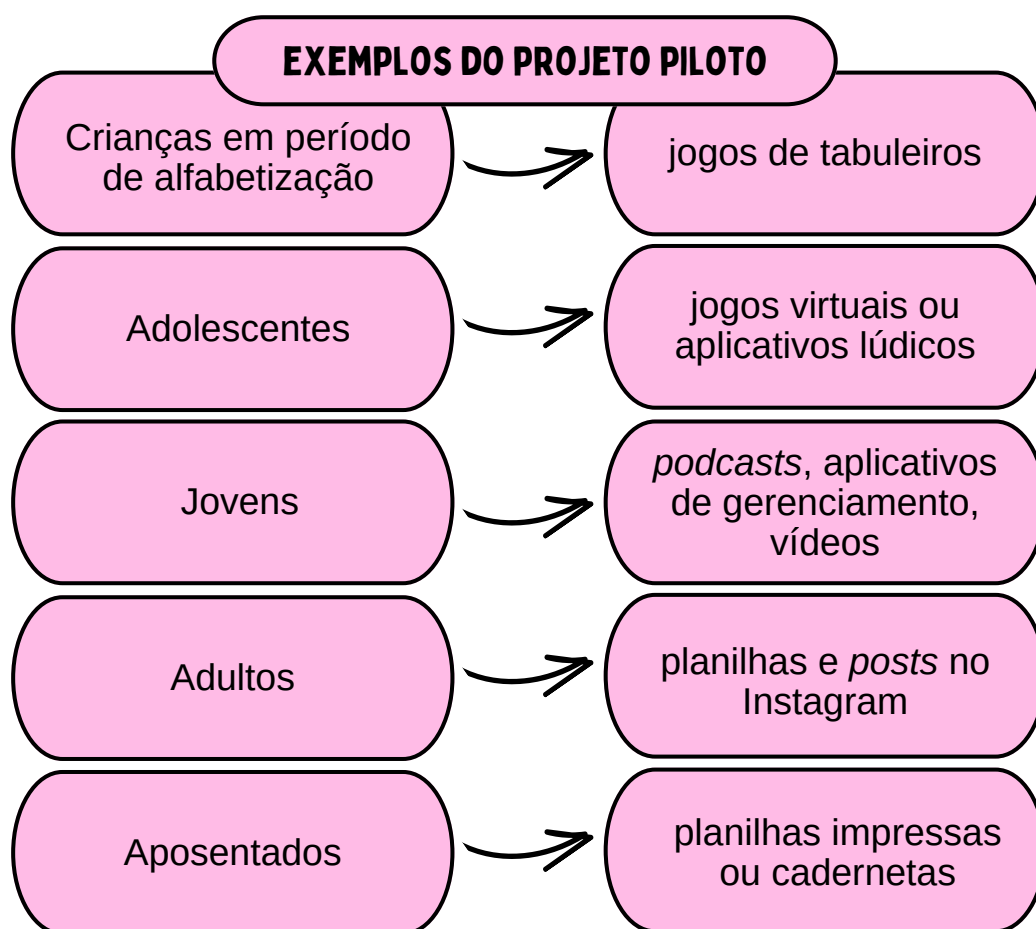 EXEMPLOS DO PROJETO PILOTO
Crianças em período
de alfabetização
jogos de tabuleiros
Adolescentes
jogos virtuais ou
aplicativos lúdicos
Jovens
podcasts, aplicativos
de gerenciamento,
vídeos
Adultos
planilhas e posts no
Instagram
Aposentados
planilhas impressas
ou cadernetas